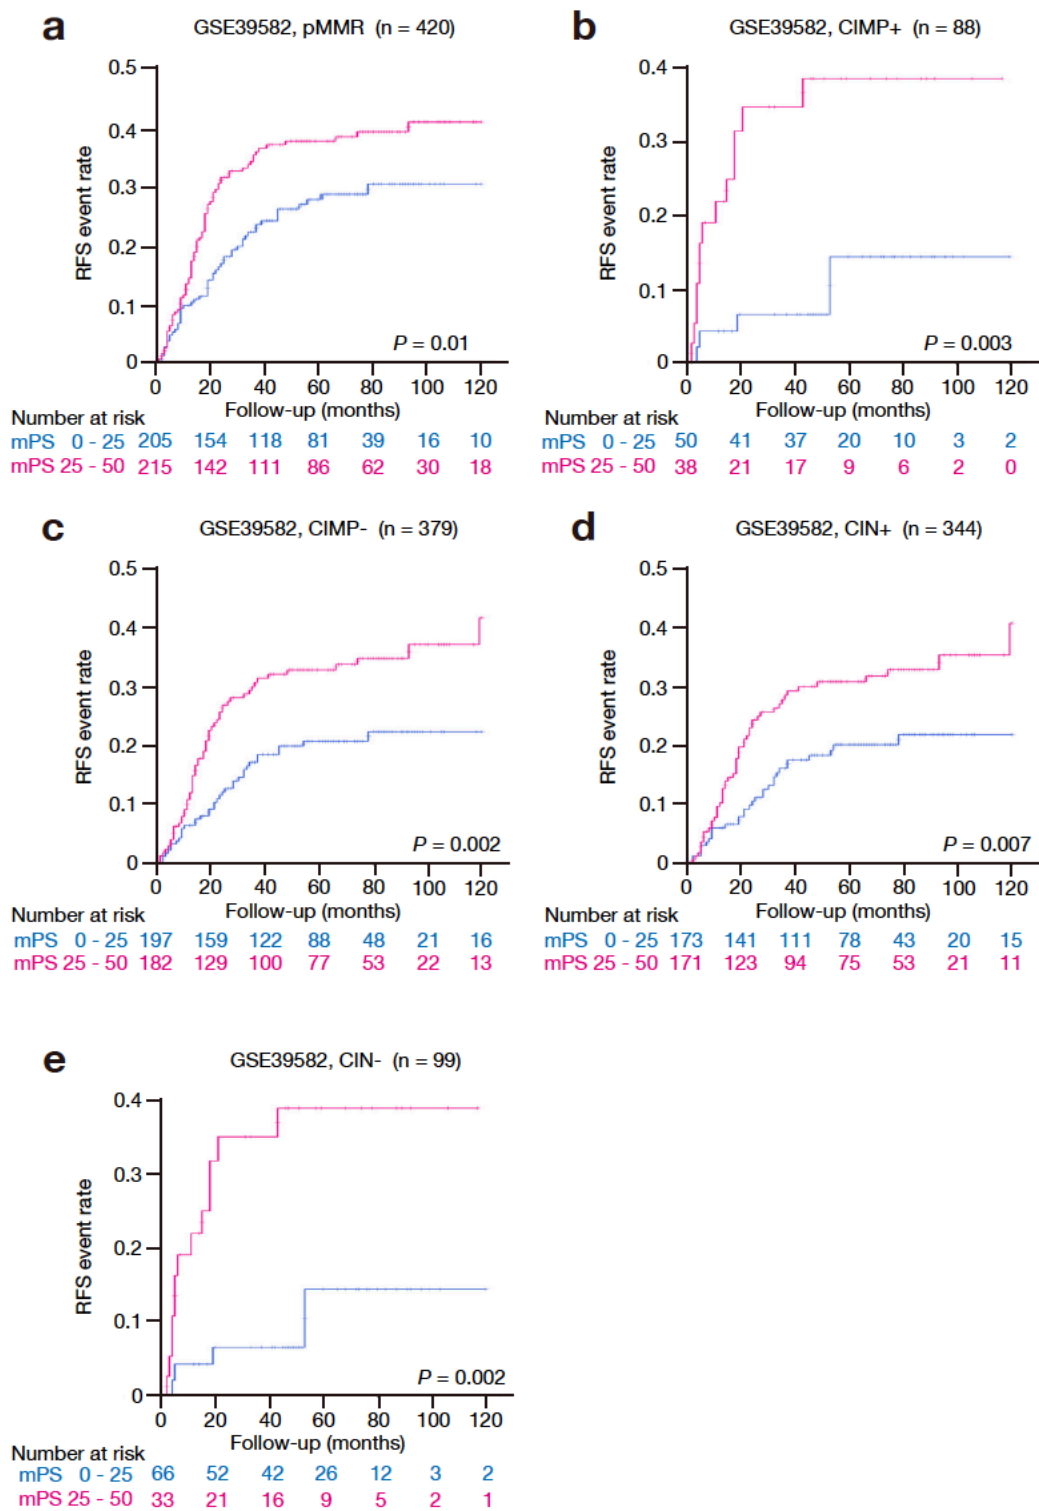 a
GSE39582, pMMR (n = 420)
0.5
0.4
0.3
0.2
0.1
0
RFS event rate
P = 0.01
0 20 40 60 80 100 120
Follow-up (months)
Number at risk
mPS 0 - 25 205 154 118 81 39 16 10
mPS 25 - 50 215 142 111 86 62 30 18
b
GSE39582, CIMP+ (n = 88)
0.4
0.3
0.2
0.1
0
RFS event rate
P = 0.003
0 20 40 60 80 100 120
Follow-up (months)
Number at risk
mPS 0 - 25 50 41 37 20 10 3 2
mPS 25 - 50 38 21 17 9 6 2 0
c
GSE39582, CIMP- (n = 379)
0.5
0.4
0.3
0.2
0.1
0
RFS event rate
P = 0.002
0 20 40 60 80 100 120
Follow-up (months)
Number at risk
mPS 0 - 25 197 159 122 88 48 21 16
mPS 25 - 50 182 129 100 77 53 22 13
d
GSE39582, CIN+ (n = 344)
0.5
0.4
0.3
0.2
0.1
0
RFS event rate
P = 0.007
0 20 40 60 80 100 120
Follow-up (months)
Number at risk
mPS 0 - 25 173 141 111 78 43 20 15
mPS 25 - 50 171 123 94 75 53 21 11
e
GSE39582, CIN- (n = 99)
0.4
0.3
0.2
0.1
0
RFS event rate
P = 0.002
0 20 40 60 80 100 120
Follow-up (months)
Number at risk
mPS 0 - 25 66 52 42 26 12 3 2
mPS 25 - 50 33 21 16 9 5 2 1